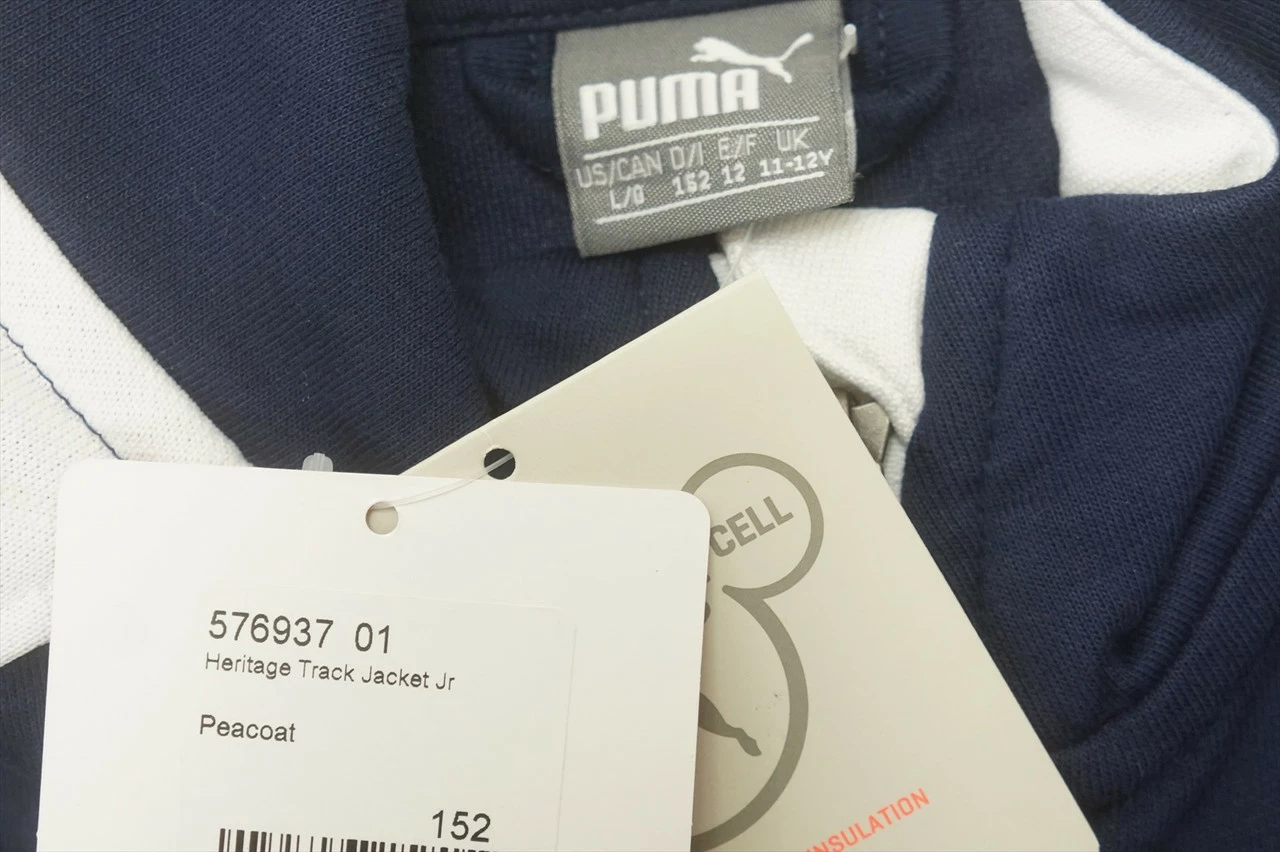 PUMA
US/CAN D/I E/F UK
L/G 152 12 11-12Y
CELL
576937 01
Heritage Track Jacket Jr
Peacoat
152
INSULATION